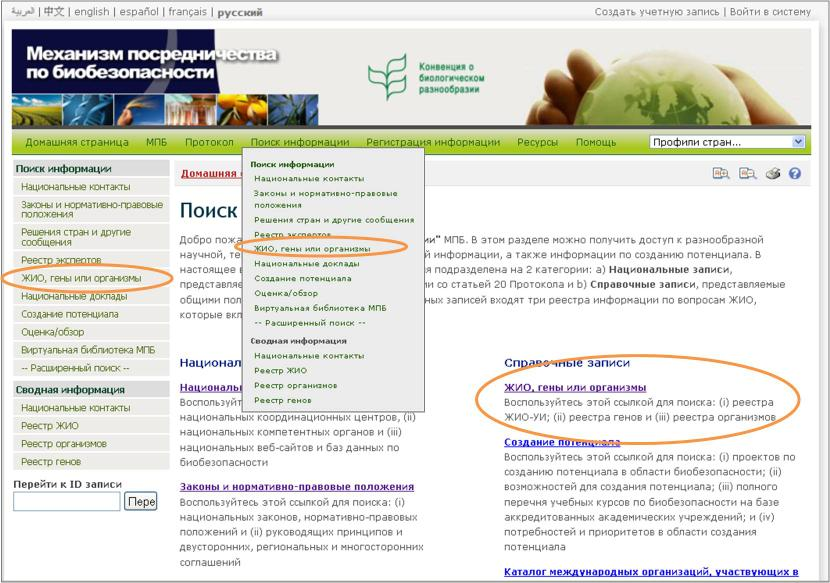 العربية | 中文 | english | español | français | русский
Создать учетную запись | Войти в систему
Механизм посредничества
по биобезопасности
Конвенция о
биологическом
разнообразии
Домашняя страница МПБ Протокол Поиск информации Регистрация информации Ресурсы Помощь Профили стран...
Поиск информации
Национальные контакты
Законы и нормативно-правовые
положения
Решения стран и другие
сообщения
Реестр экспертов
ЖИО, гены или организмы
Национальные доклады
Создание потенциала
Оценка/обзор
Виртуальная библиотека МПБ
-- Расширенный поиск --
Сводная информация
Национальные контакты
Реестр ЖИО
Реестр организмов
Реестр генов
Перейти к ID записи
Пере
Поиск информации
Национальные контакты
Законы и нормативно-правовые
положения
Решения стран и другие сообщения
Реестр экспертов
ЖИО, гены или организмы
Национальные доклады
Создание потенциала
Оценка/обзор
Виртуальная библиотека МПБ
-- Расширенный поиск --
Сводная информация
Национальные контакты
Реестр ЖИО
Реестр организмов
Реестр генов
Домашняя
Поиск
Добро пожа ии" МПБ. В этом разделе можно получить доступ к разнообразной
научной, те й информации, а также информации по созданию потенциала. В
настоящее в я подразделена на 2 категории: a) Национальные записи,
представляе ии со статьей 20 Протокола и b) Справочные записи, представляемые
общими пол ных записей входят три реестра информации по вопросам ЖИО,
которые вкл
Национал
Националь
Воспользуйт
национальных координационных центров, (ii)
национальных компетентных органов и (iii)
национальных веб-сайтов и баз данных по
биобезопасности
Законы и нормативно-правовые положения
Воспользуйтесь этой ссылкой для поиска: (i)
национальных законов, нормативно-правовых
положений и (ii) руководящих принципов и
двусторонних, региональных и многосторонних
соглашений
Справочные записи
ЖИО, гены или организмы
Воспользуйтесь этой ссылкой для поиска: (i) реестра
ЖИО-УИ; (ii) реестра генов и (iii) реестра организмов
Создание потенциала
Воспользуйтесь этой ссылкой для поиска: (i) проектов по
созданию потенциала в области биобезопасности; (ii)
возможностей для создания потенциала; (iii) полного
перечня учебных курсов по биобезопасности на базе
аккредитованных академических учреждений; и (iv)
потребностей и приоритетов в области создания
потенциала
Каталог международных организаций, участвующих в